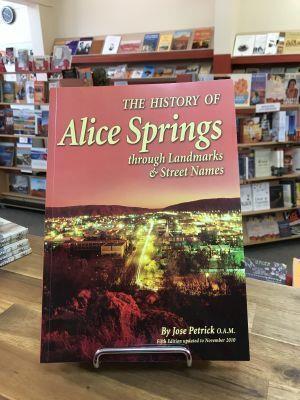 THE HISTORY OF
Alice Springs
through Landmarks
& Street Names
By Jose Petrick O.A.M.
Fifth Edition updated to November 2010